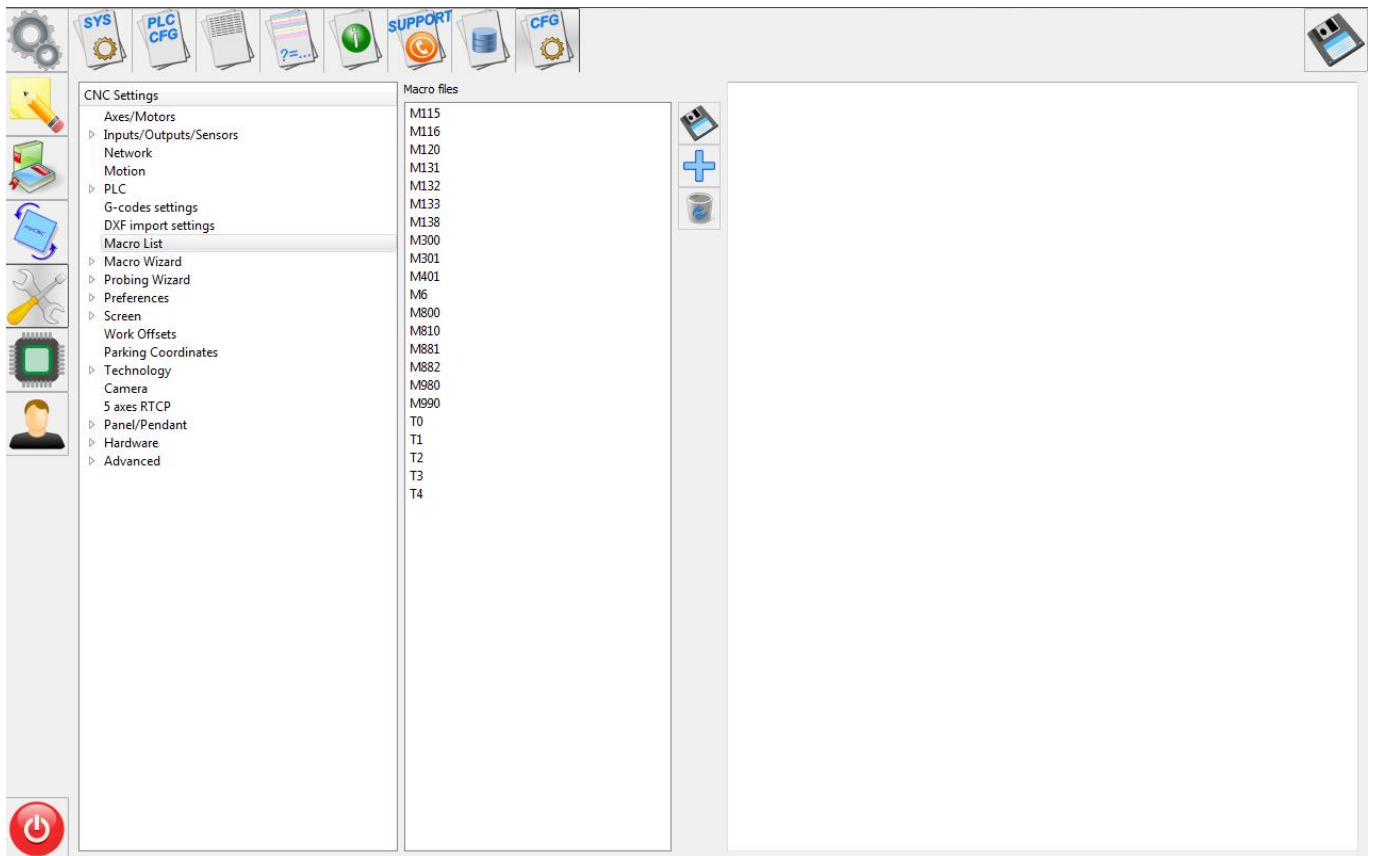 SYS
PLC
CFG
?=...
SUPPORT
CFG
CNC Settings
Axes/Motors
Inputs/Outputs/Sensors
Network
Motion
PLC
G-codes settings
DXF import settings
Macro List
Macro Wizard
Probing Wizard
Preferences
Screen
Work Offsets
Parking Coordinates
Technology
Camera
5 axes RTCP
Panel/Pendant
Hardware
Advanced
Macro files
M115
M116
M120
M131
M132
M133
M138
M300
M301
M401
M6
M800
M810
M881
M882
M980
M990
T0
T1
T2
T3
T4
myCNC